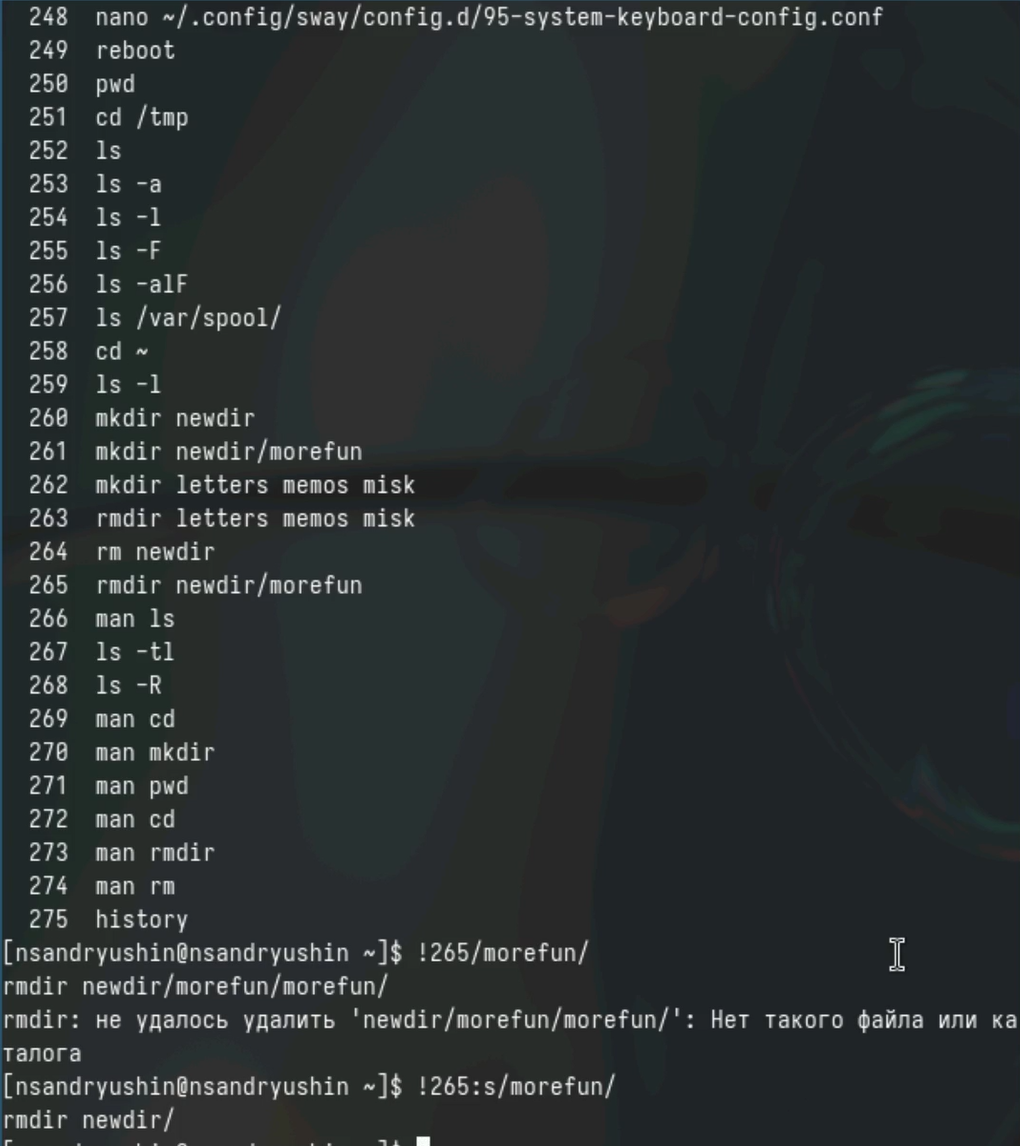 248 nano ~/.config/sway/config.d/95-system-keyboard-config.conf
249 reboot
250 pwd
251 cd /tmp
252 ls
253 ls -a
254 ls -l
255 ls -F
256 ls -alF
257 ls /var/spool/
258 cd ~
259 ls -l
260 mkdir newdir
261 mkdir newdir/morefun
262 mkdir letters memos misk
263 rmdir letters memos misk
264 rm newdir
265 rmdir newdir/morefun
266 man ls
267 ls -tl
268 ls -R
269 man cd
270 man mkdir
271 man pwd
272 man cd
273 man rmdir
274 man rm
275 history
[nsandryushin@nsandryushin ~]$ !265/morefun/
rmdir newdir/morefun/morefun/
rmdir: не удалось удалить 'newdir/morefun/morefun/': Нет такого файла или ка
талога
[nsandryushin@nsandryushin ~]$ !265:s/morefun/
rmdir newdir/